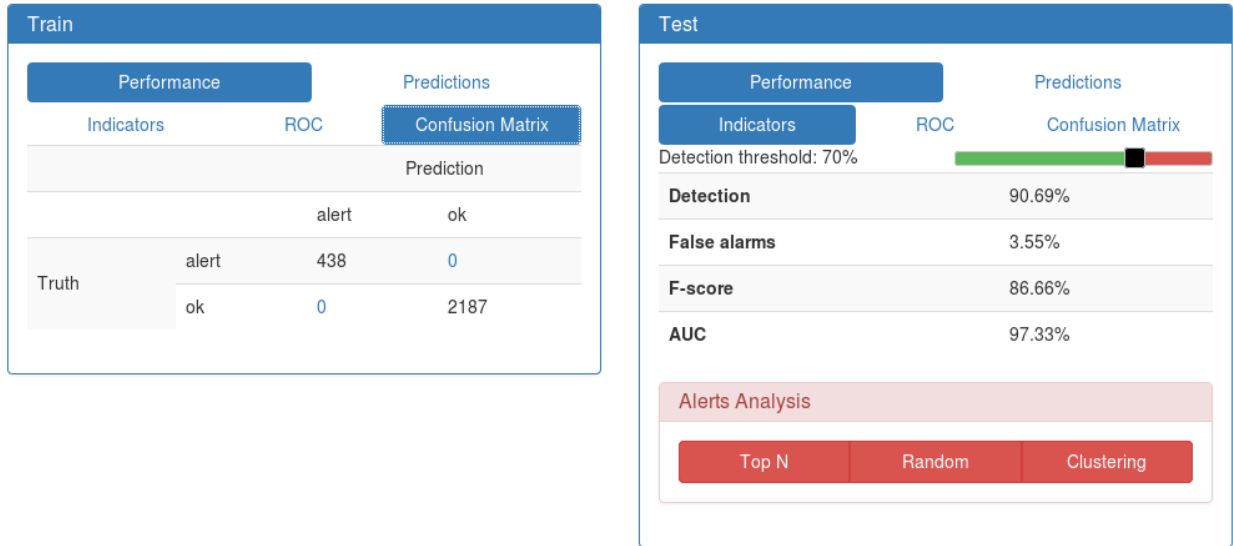 Train
Performance Predictions
Indicators ROC Confusion Matrix
Prediction
alert ok
Truth alert 438 0
ok 0 2187
Test
Performance Predictions
Indicators ROC Confusion Matrix
Detection threshold: 70%
Detection 90.69%
False alarms 3.55%
F-score 86.66%
AUC 97.33%
Alerts Analysis
Top N Random Clustering